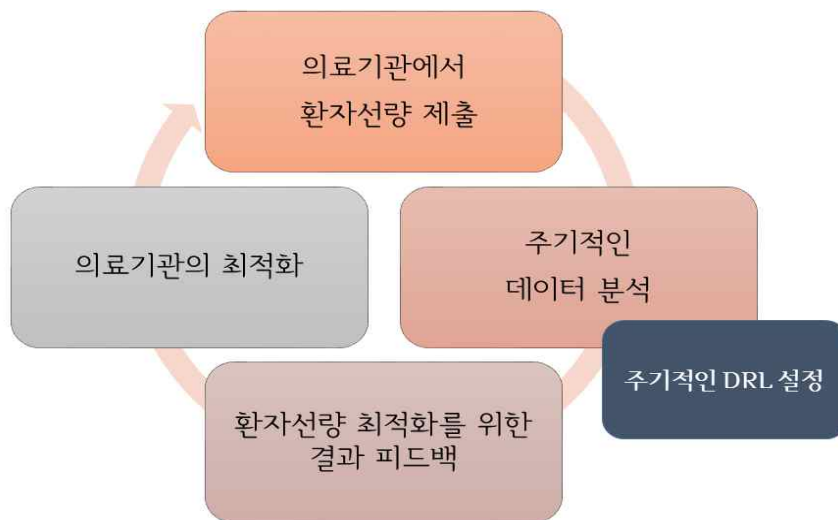 의료기관에서
환자선량 제출
주기적인
데이터 분석
주기적인 DRL 설정
환자선량 최적화를 위한
결과 피드백
의료기관의 최적화